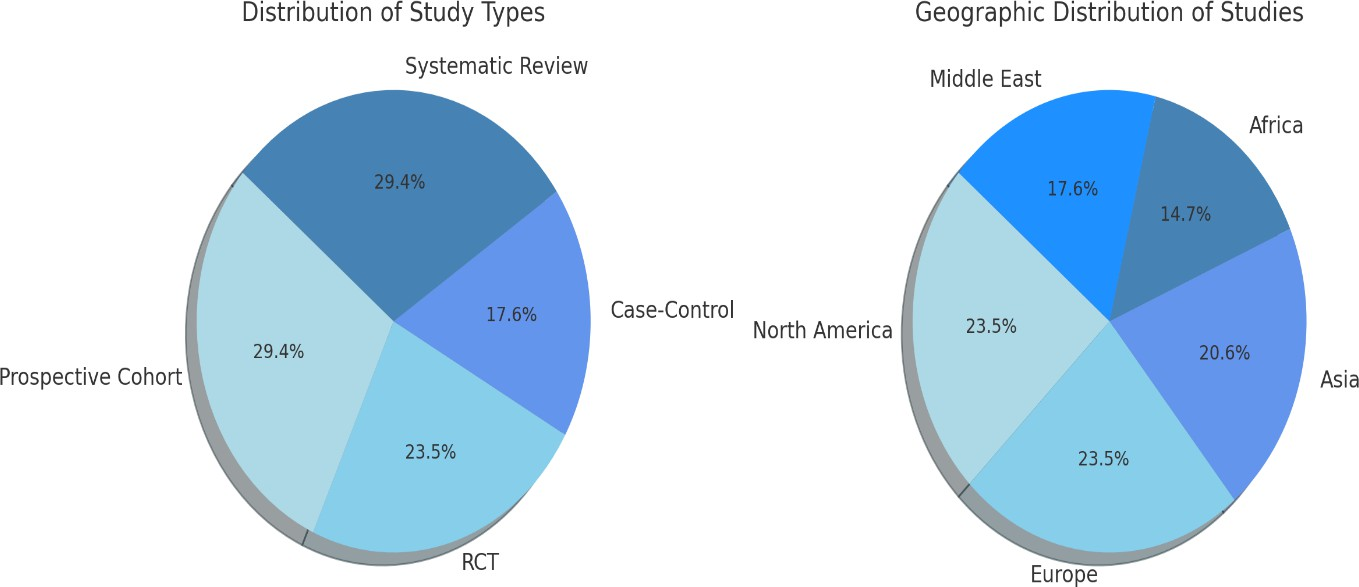 Distribution of Study Types
Systematic Review
29.4%
17.6%
Case-Control
29.4%
Prospective Cohort
23.5%
RCT
Geographic Distribution of Studies
Middle East
Africa
17.6%
14.7%
North America
23.5%
20.6%
Asia
23.5%
Europe